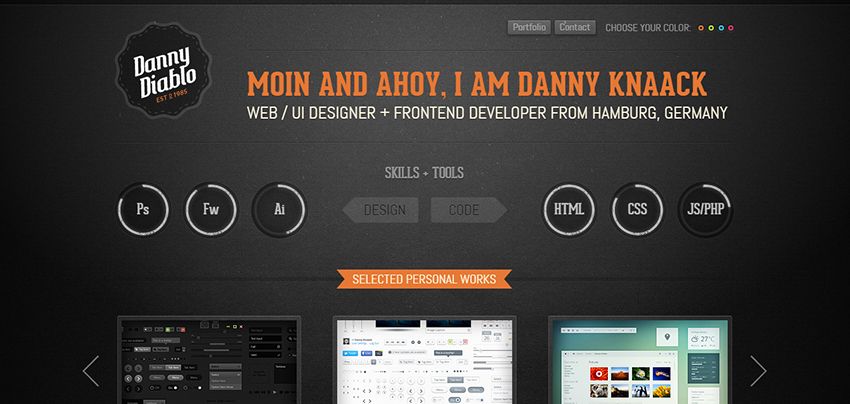 Portfolio
Contact
CHOOSE YOUR COLOR:
Danny
Diablo
EST 1985
MOIN AND AHOY, I AM DANNY KNAACK
WEB / UI DESIGNER + FRONTEND DEVELOPER FROM HAMBURG, GERMANY
SKILLS + TOOLS
Ps
Fw
Ai
DESIGN
CODE
HTML
CSS
JS/PHP
SELECTED PERSONAL WORKS